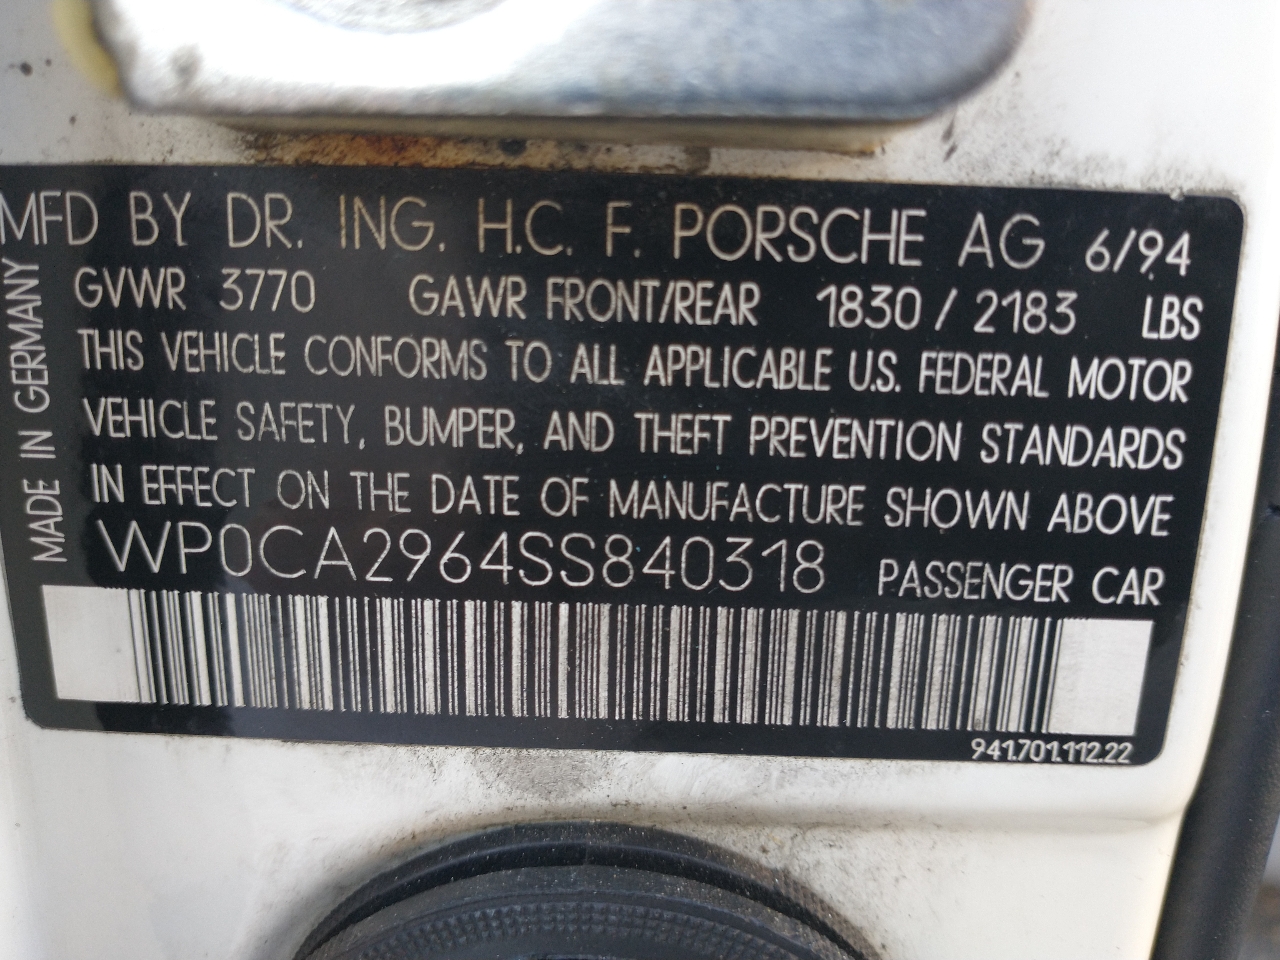 MFD BY DR. ING. H.C. F. PORSCHE AG 6/94
GVWR 3770 GAWR FRONT/REAR 1830 / 2183 LBS
THIS VEHICLE CONFORMS TO ALL APPLICABLE U.S. FEDERAL MOTOR
VEHICLE SAFETY, BUMPER, AND THEFT PREVENTION STANDARDS
IN EFFECT ON THE DATE OF MANUFACTURE SHOWN ABOVE
WP0CA2964SS840318 PASSENGER CAR
941.701.112.22
MADE IN GERMANY